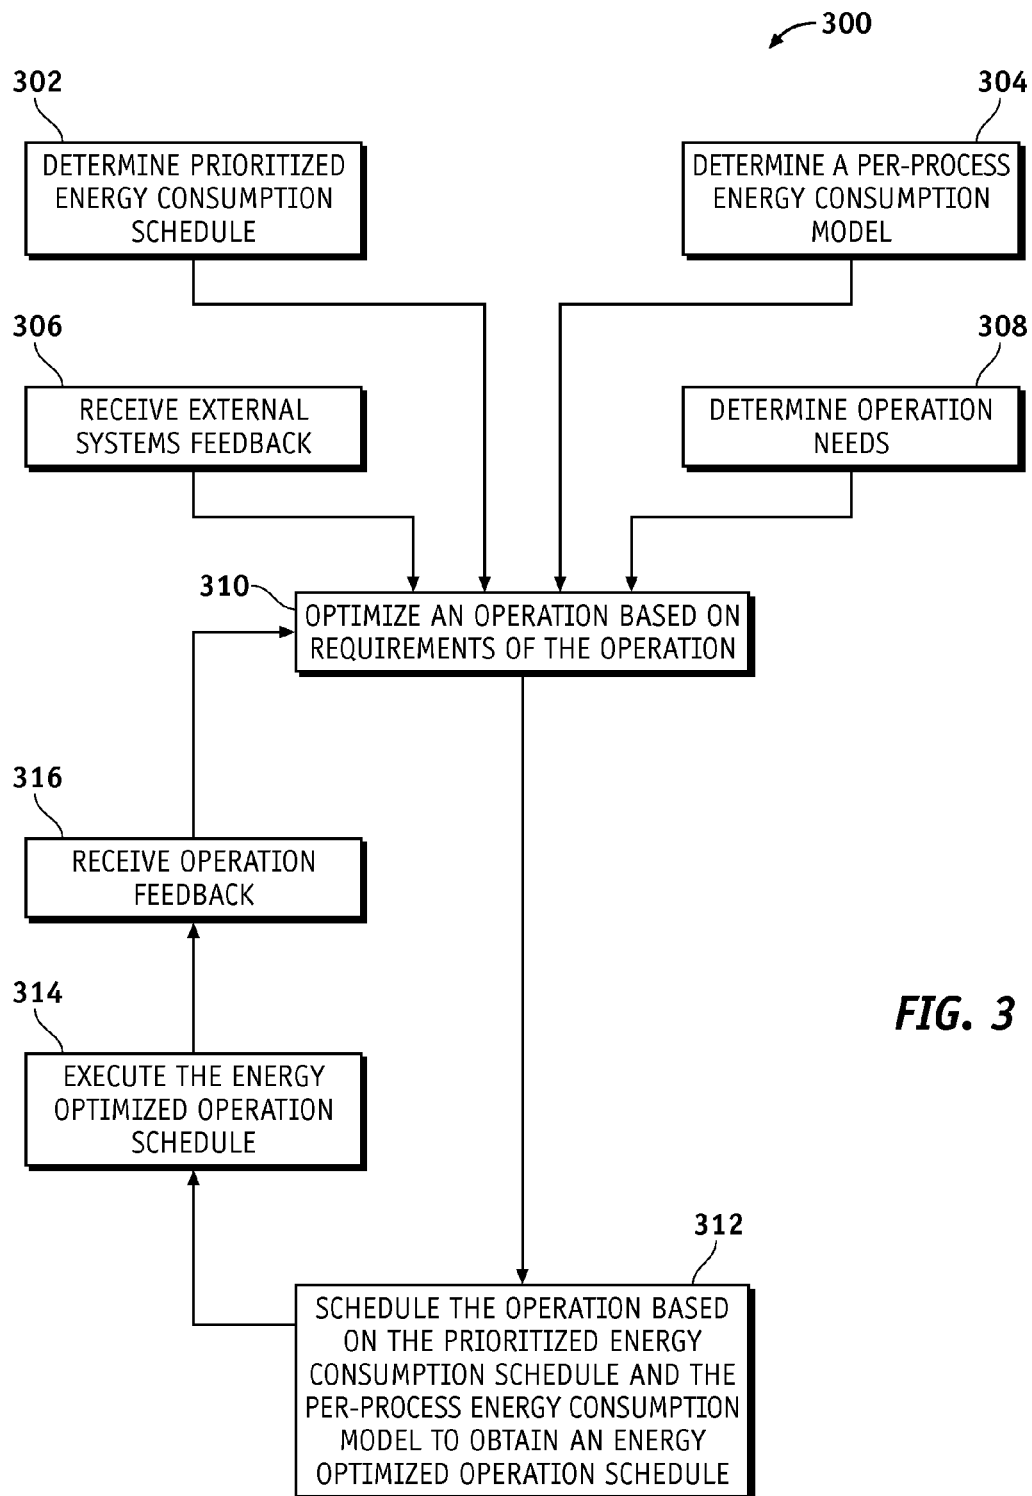 300
302
304
DETERMINE PRIORITIZED
ENERGY CONSUMPTION
SCHEDULE
DETERMINE A PER-PROCESS
ENERGY CONSUMPTION
MODEL
306
308
RECEIVE EXTERNAL
SYSTEMS FEEDBACK
DETERMINE OPERATION
NEEDS
310
OPTIMIZE AN OPERATION BASED ON
REQUIREMENTS OF THE OPERATION
316
RECEIVE OPERATION
FEEDBACK
314
FIG. 3
EXECUTE THE ENERGY
OPTIMIZED OPERATION
SCHEDULE
312
SCHEDULE THE OPERATION BASED
ON THE PRIORITIZED ENERGY
CONSUMPTION SCHEDULE AND THE
PER-PROCESS ENERGY CONSUMPTION
MODEL TO OBTAIN AN ENERGY
OPTIMIZED OPERATION SCHEDULE